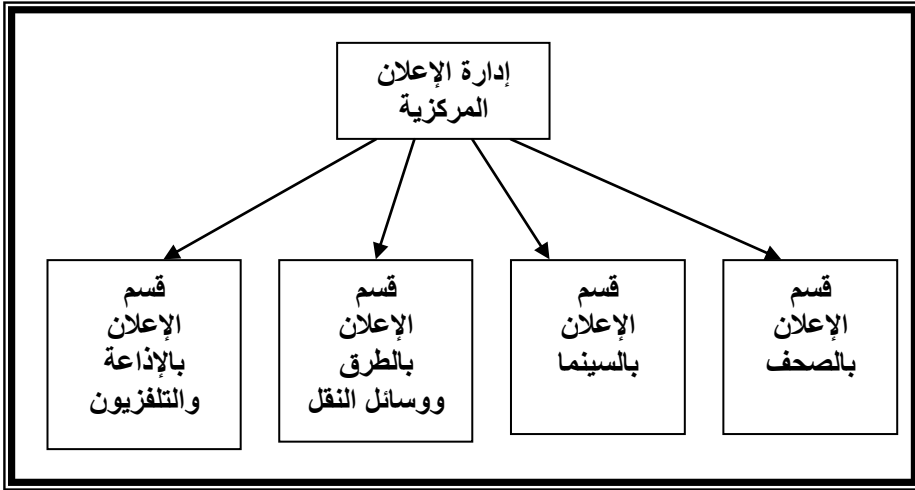 إدارة الإعلان
المركزية
قسم
الإعلان
بالصحف
قسم
الإعلان
بالسينما
قسم
الإعلان
بالطرق
ووسائل النقل
قسم
الإعلان
بالإذاعة
والتلفزيون